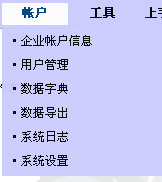 帐户 工具 上
· 企业帐户信息
· 用户管理
· 数据字典
· 数据导出
· 系统日志
· 系统设置